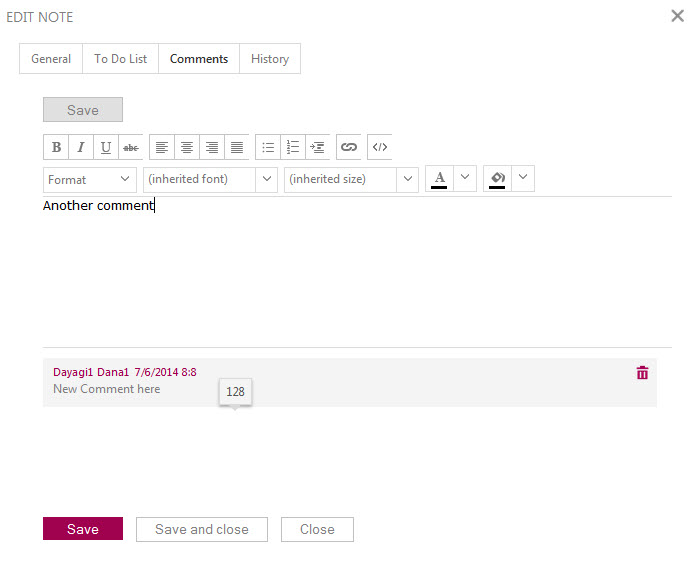 EDIT NOTE
General To Do List Comments History
Save
B I U abc
Format (inherited font) (inherited size) A
Another comment
Dayagi1 Dana1 7/6/2014 8:8
New Comment here
128
Save Save and close Close